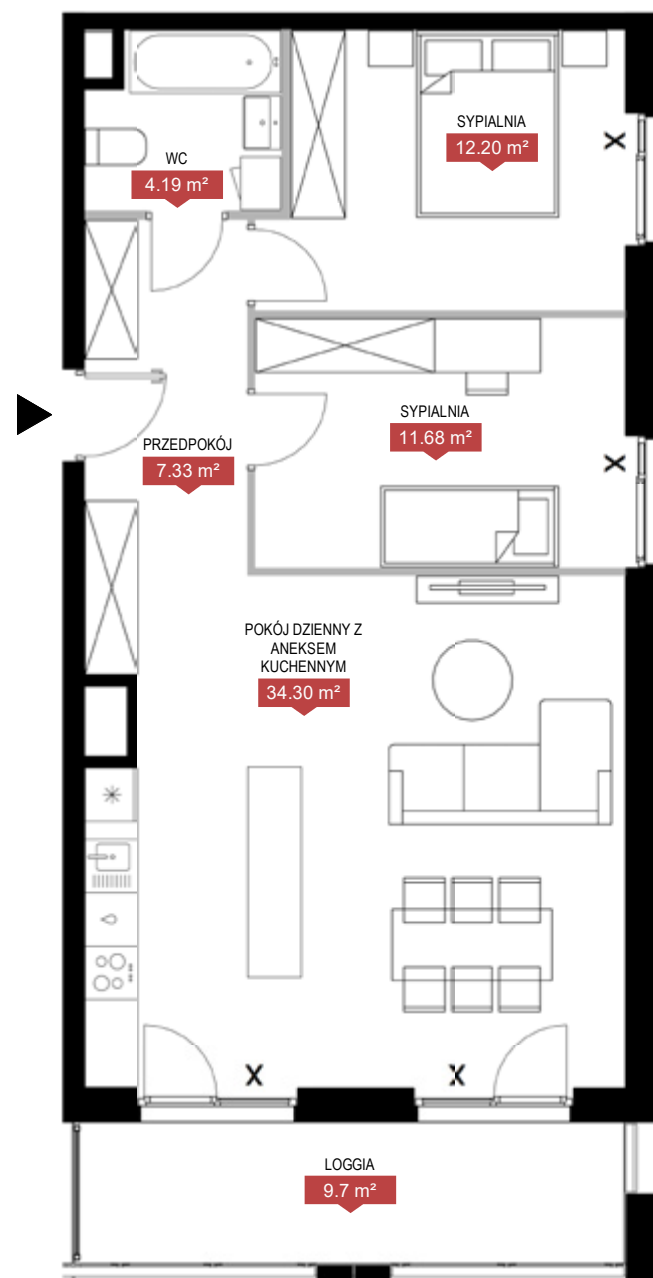 SYPIALNIA
12.20 m²
WC
4.19 m²
SYPIALNIA
11.68 m²
PRZEDPOKÓJ
7.33 m²
POKÓJ DZIENNY Z
ANEKSEM
KUCHENNYM
34.30 m²
X
X
X
X
LOGGIA
9.7 m²